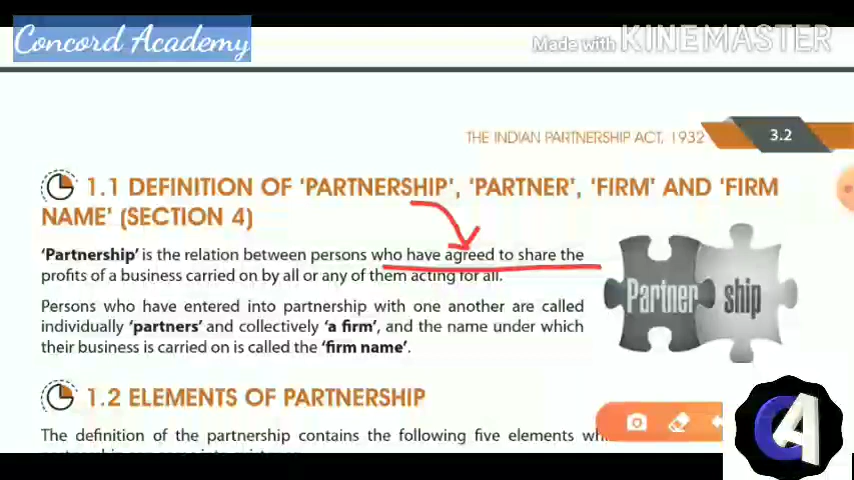 Concord Academy
Made with KINEMASTER
THE INDIAN PARTNERSHIP ACT, 1932
3.2
1.1 DEFINITION OF 'PARTNERSHIP', 'PARTNER', 'FIRM' AND 'FIRM
NAME' (SECTION 4)
'Partnership' is the relation between persons who have agreed to share the
profits of a business carried on by all or any of them acting for all.
Persons who have entered into partnership with one another are called
individually 'partners' and collectively 'a firm', and the name under which
their business is carried on is called the 'firm name'.
Partner ship
1.2 ELEMENTS OF PARTNERSHIP
The definition of the partnership contains the following five elements
CA